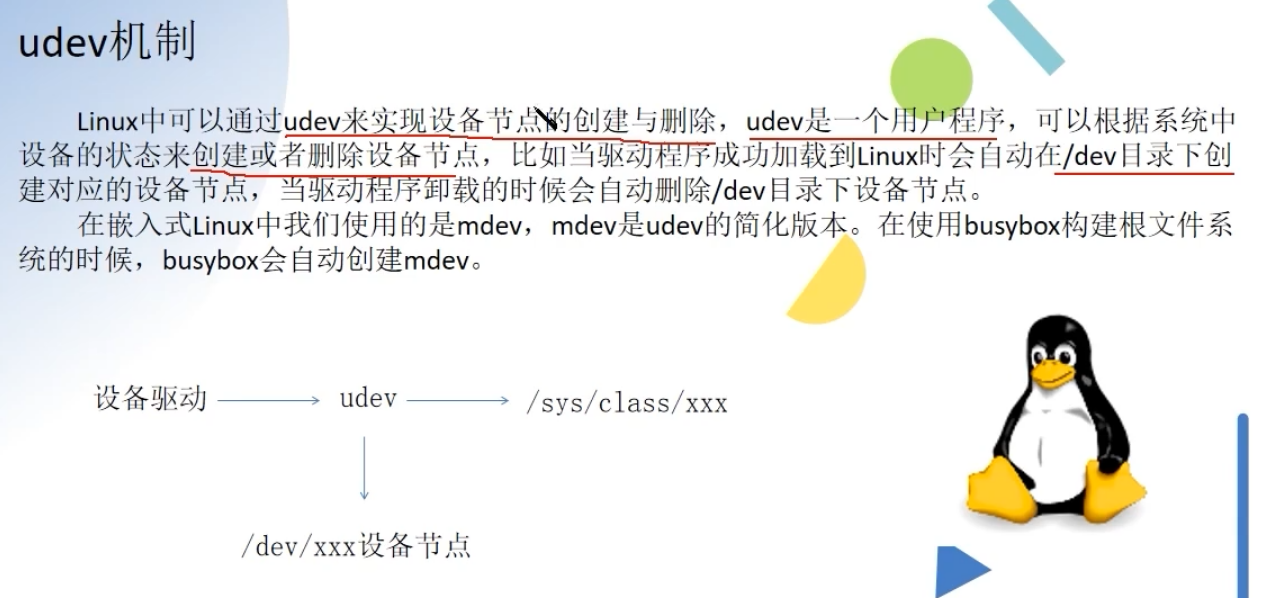 udev机制
Linux中可以通过udev来实现设备节点的创建与删除，udev是一个用户程序，可以根据系统中
设备的状态来创建或者删除设备节点，比如当驱动程序成功加载到Linux时会自动在/dev目录下创
建对应的设备节点，当驱动程序卸载的时候会自动删除/dev目录下设备节点。
在嵌入式Linux中我们使用的是mdev，mdev是udev的简化版本。在使用busybox构建根文件系
统的时候，busybox会自动创建mdev。
设备驱动 udev /sys/class/xxx
/dev/xxx设备节点